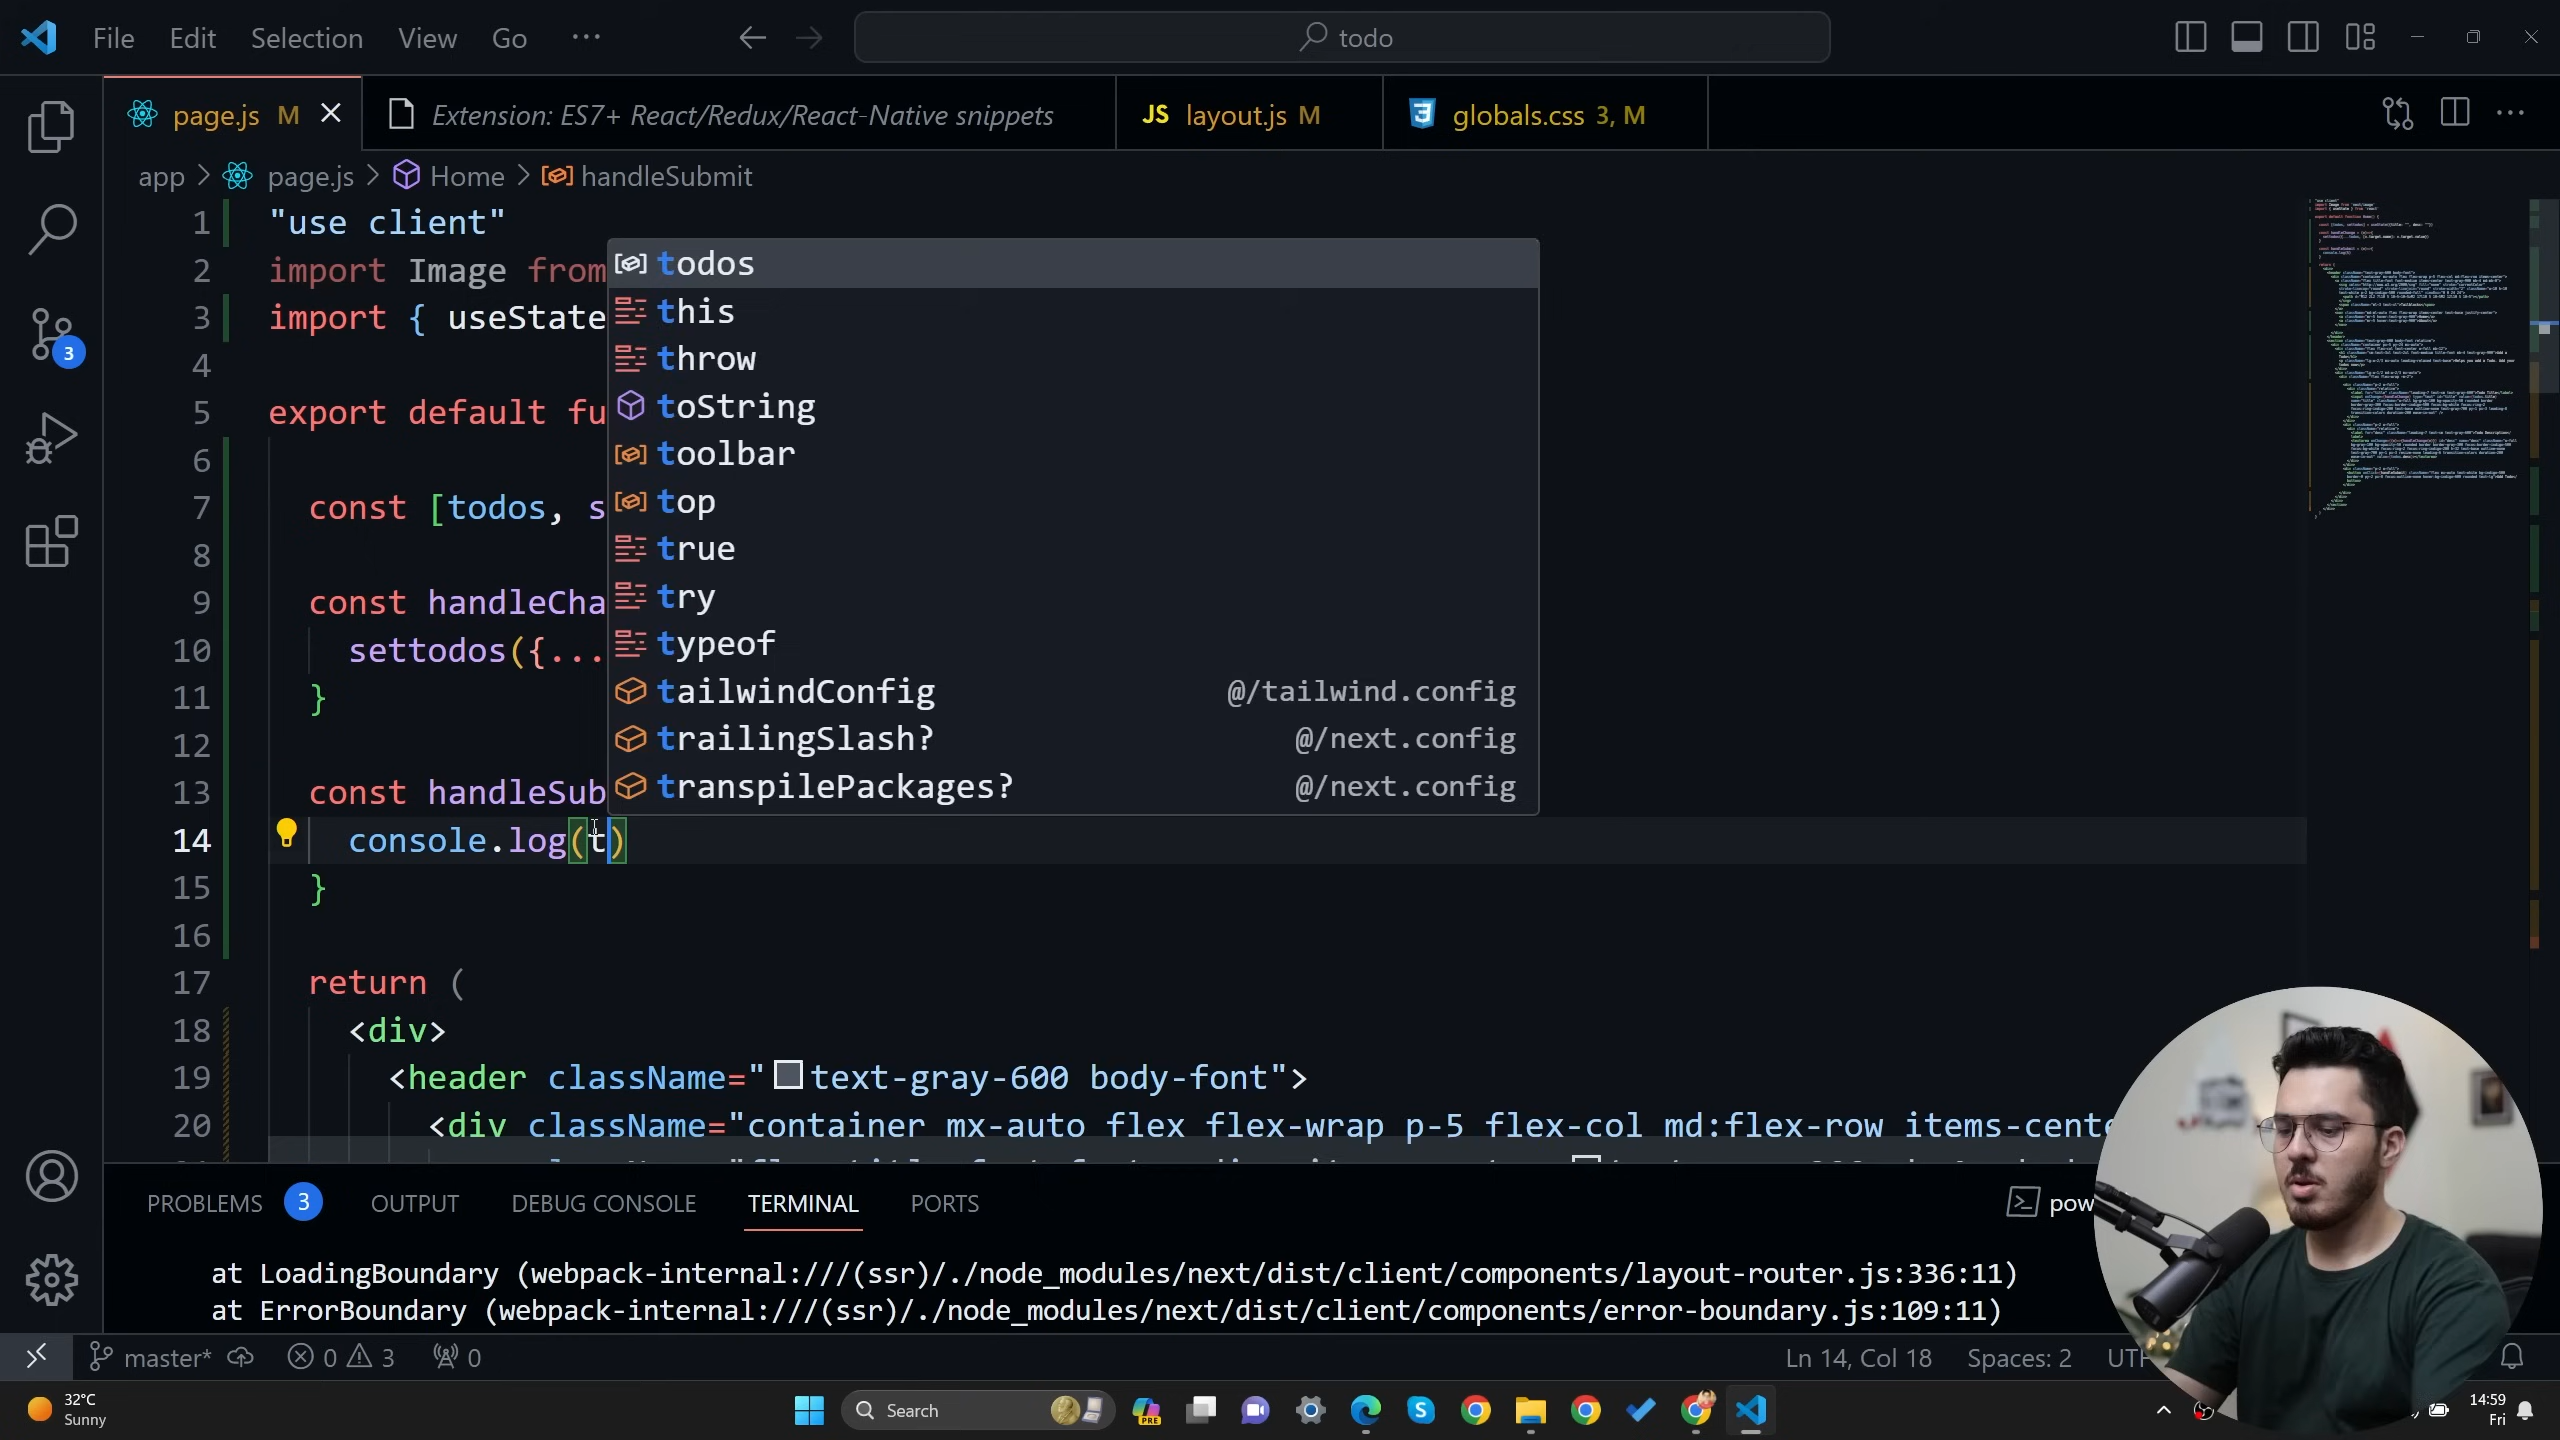 File Edit Selection View Go ··· todo
page.js M Extension: ES7+ React/Redux/React-Native snippets JS layout.js M globals.css 3, M
app > page.js > Home > handleSubmit
1 "use client"
2 import Image from
3 import { useState
4
5 export default fu
6
7 const [todos, s
8
9 const handleCha
10 settodos({...
11 }
12
13 const handleSub
14 console.log(t)
15 }
16
17 return (
18 <div>
19 <header className="text-gray-600 body-font">
20 <div className="container mx-auto flex flex-wrap p-5 flex-col md:flex-row items-cente
todos
this
throw
toString
toolbar
top
true
try
typeof
tailwindConfig @/tailwind.config
trailingSlash? @/next.config
transpilePackages? @/next.config
3
PROBLEMS 3 OUTPUT DEBUG CONSOLE TERMINAL PORTS pow
at LoadingBoundary (webpack-internal:///(ssr)/./node_modules/next/dist/client/components/layout-router.js:336:11)
at ErrorBoundary (webpack-internal:///(ssr)/./node_modules/next/dist/client/components/error-boundary.js:109:11)
master* 0 3 0 Ln 14, Col 18 Spaces: 2 UTF
32°C
Sunny
Search
PRE
14:59
Fri